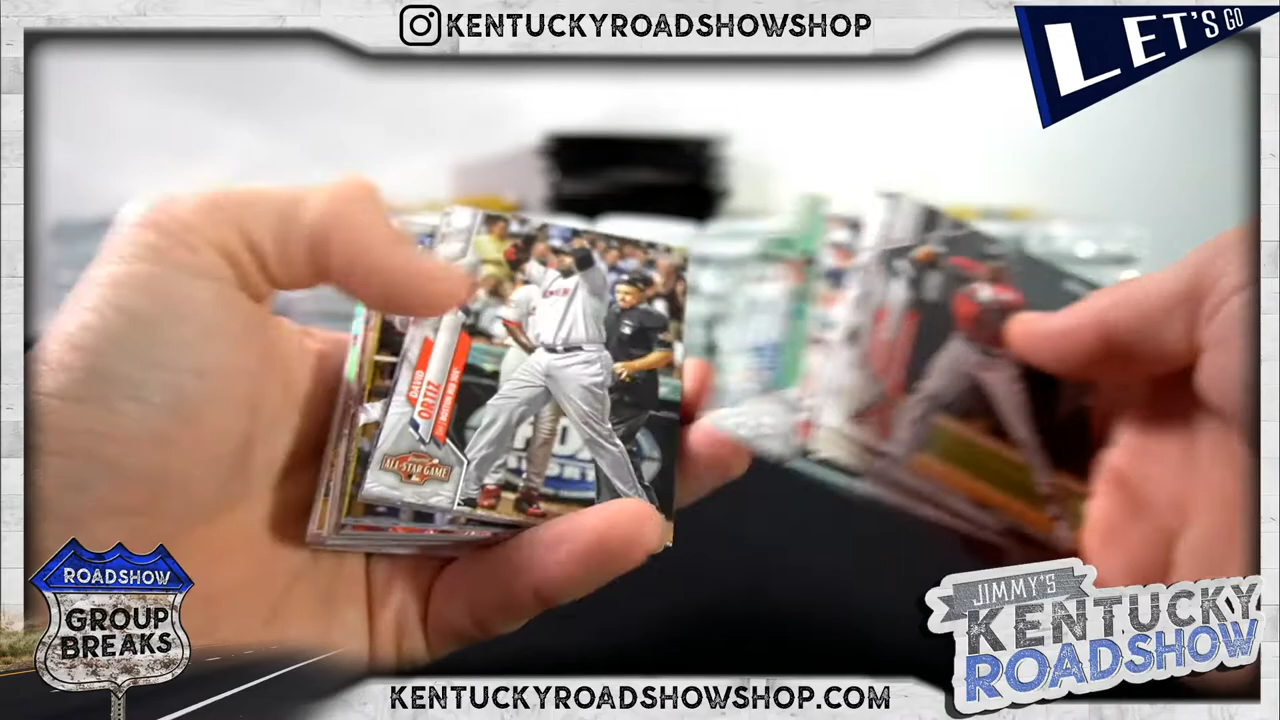 KENTUCKYROADSHOWSHOP
LET'S GO
DAVID
ORTIZ
ALL-STAR GAME
ROADSHOW
GROUP
BREAKS
JIMMY'S
KENTUCKY
ROADSHOW
KENTUCKYROADSHOWSHOP.COM